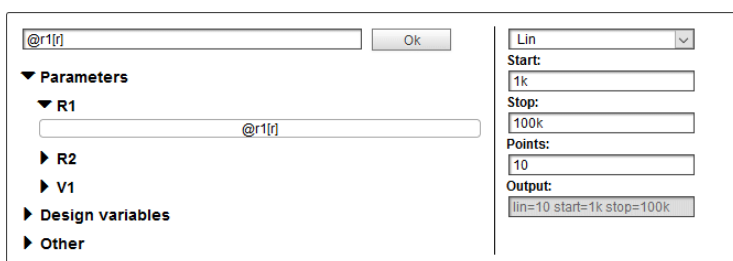 @r1[r]
Ok
Parameters
R1
@r1[r]
R2
V1
Design variables
Other
Lin
Start:
1k
Stop:
100k
Points:
10
Output:
lin=10 start=1k stop=100k